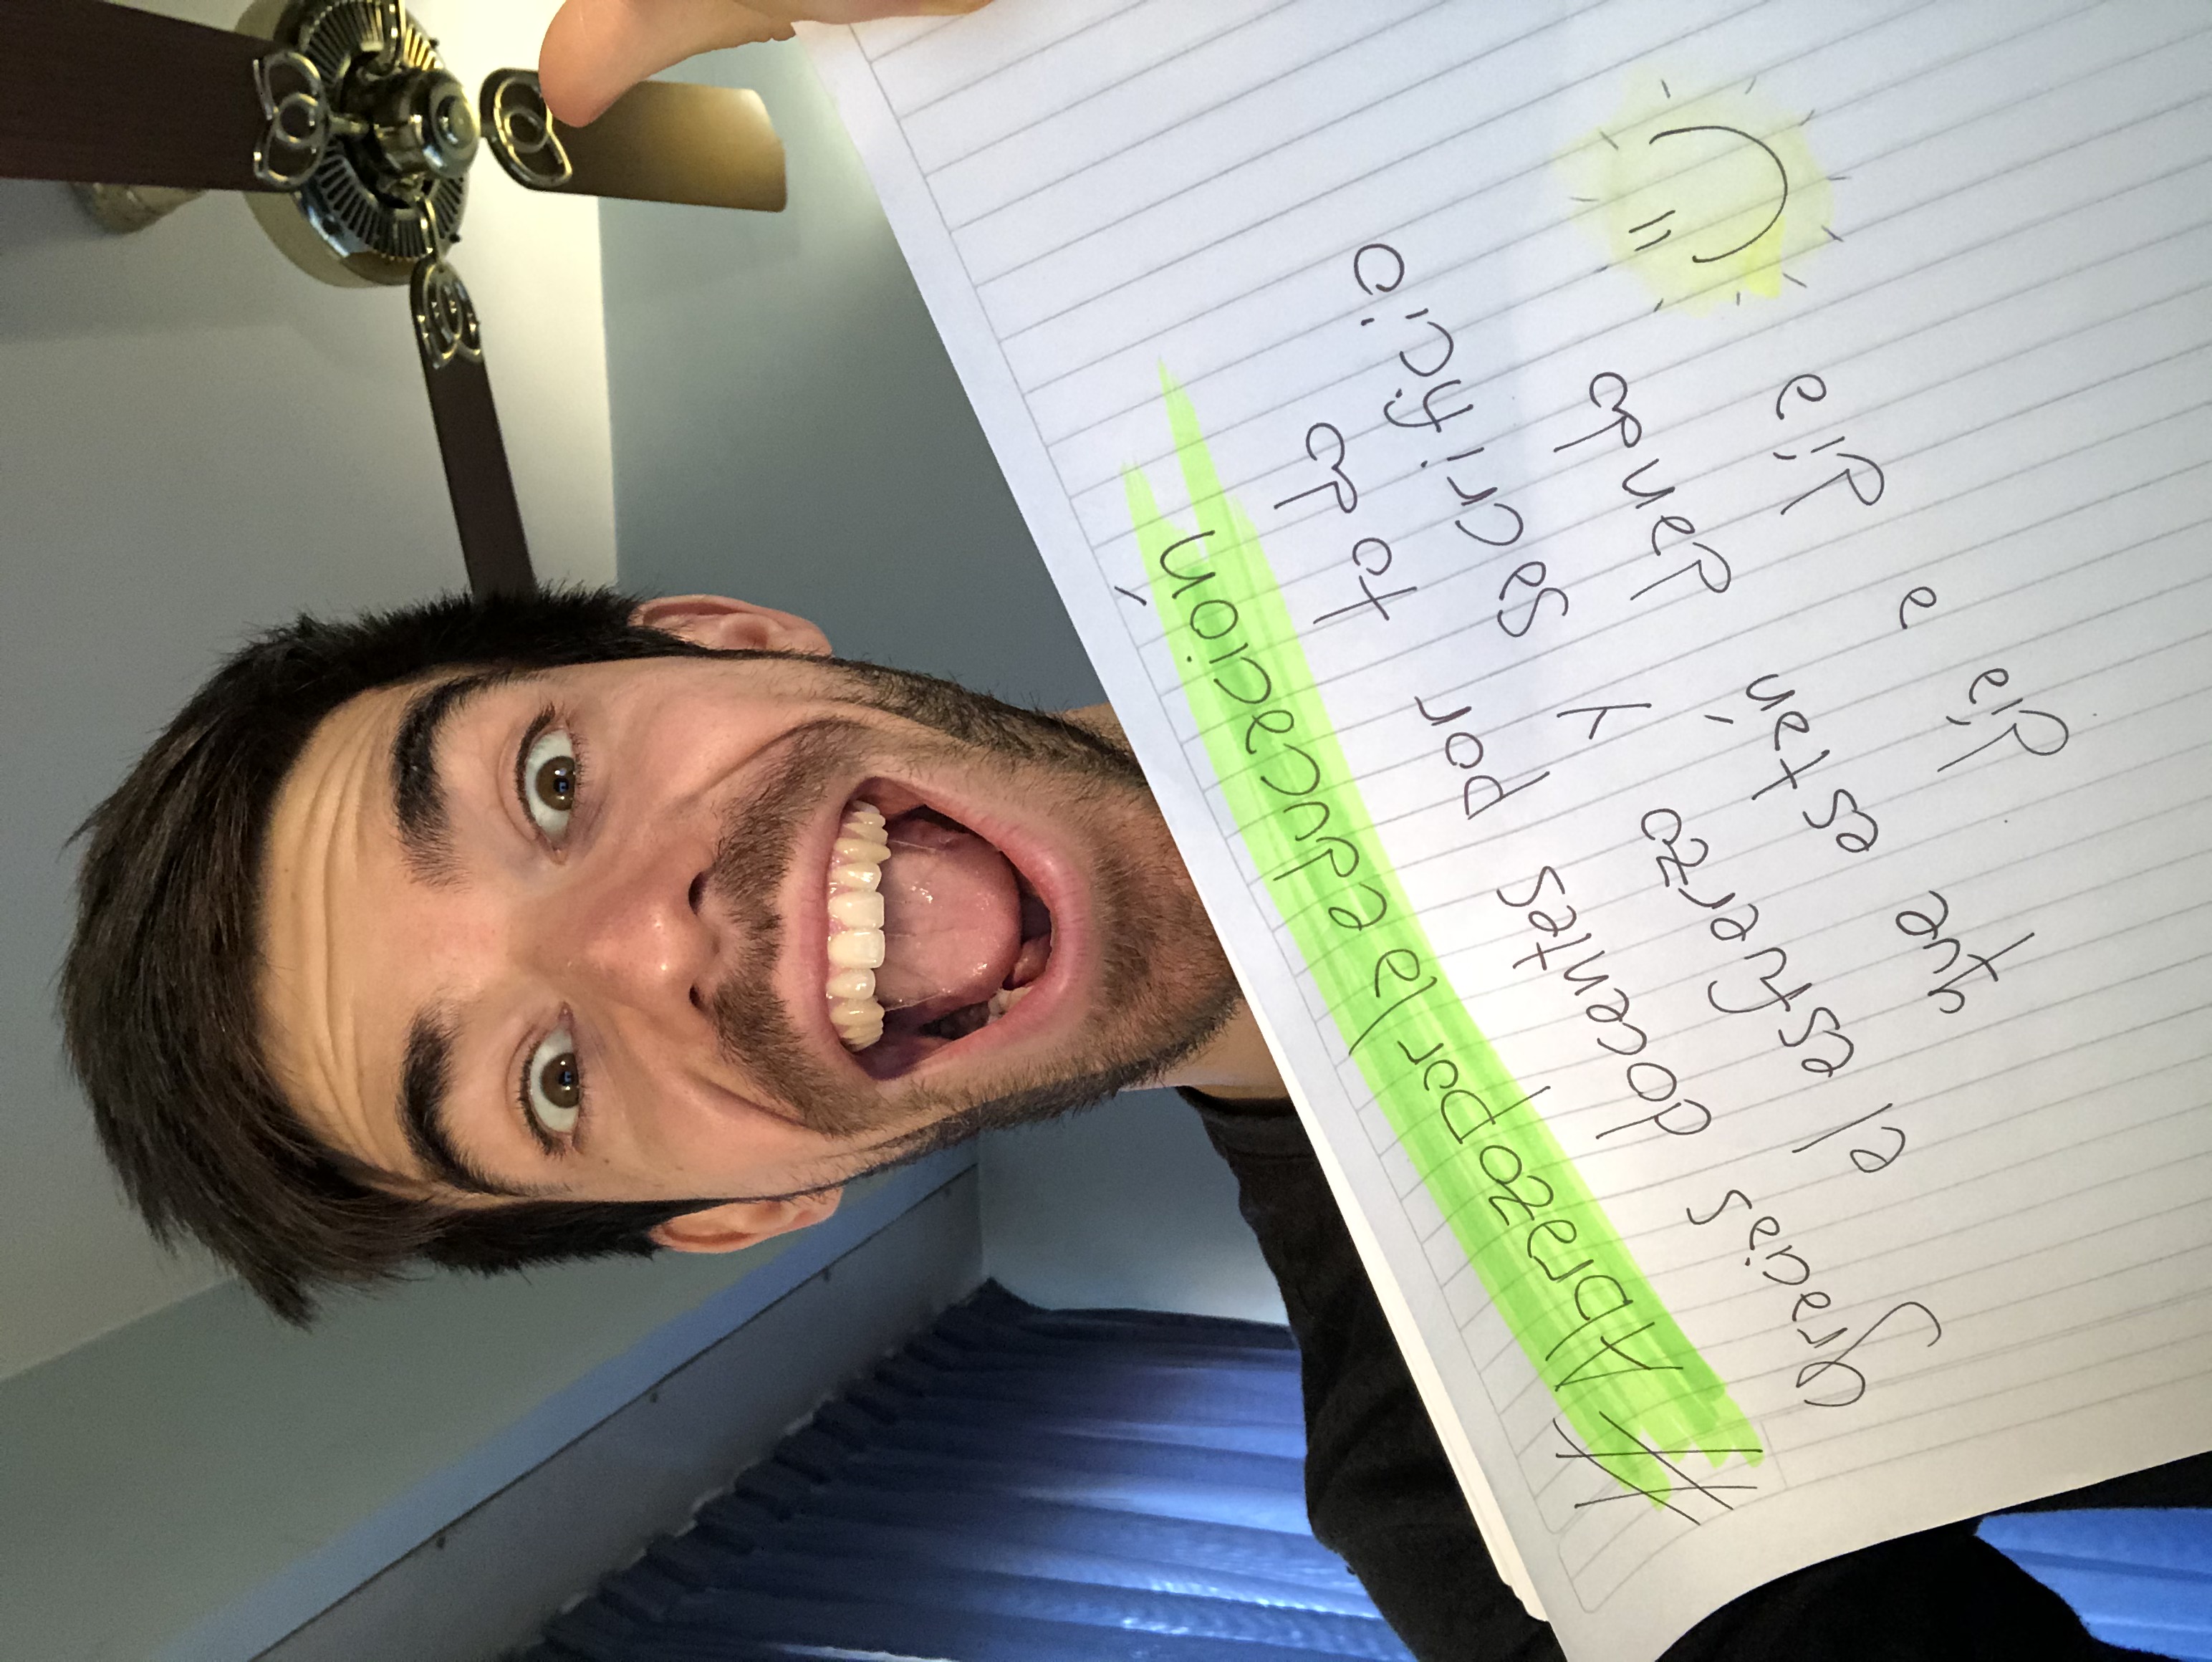 #Abrazoporlaeducación
gracias docentes por todo
el esfuerzo y sacrificio
que están dando
día a día